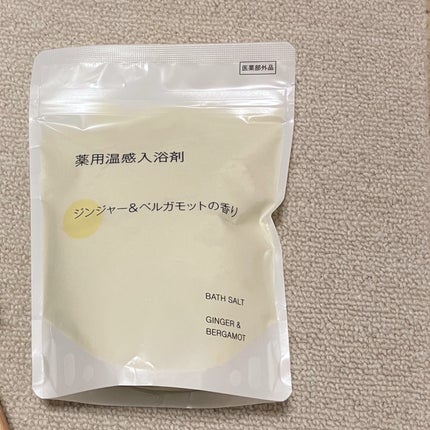 医薬部外品
薬用温感入浴剤
ジンジャー&ベルガモットの香り
BATH SALT
GINGER &
BERGAMOT